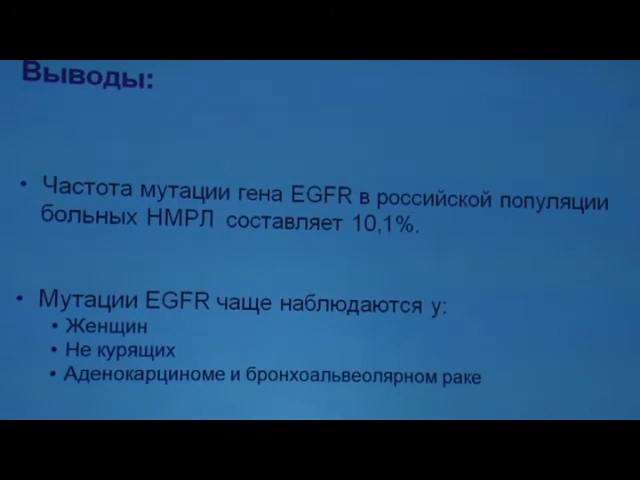 Выводы:
• Частота мутации гена EGFR в российской популяции
больных НМРЛ составляет 10,1%.
• Мутации EGFR чаще наблюдаются у:
• Женщин
• Не курящих
• Аденокарциноме и бронхоальвеолярном раке